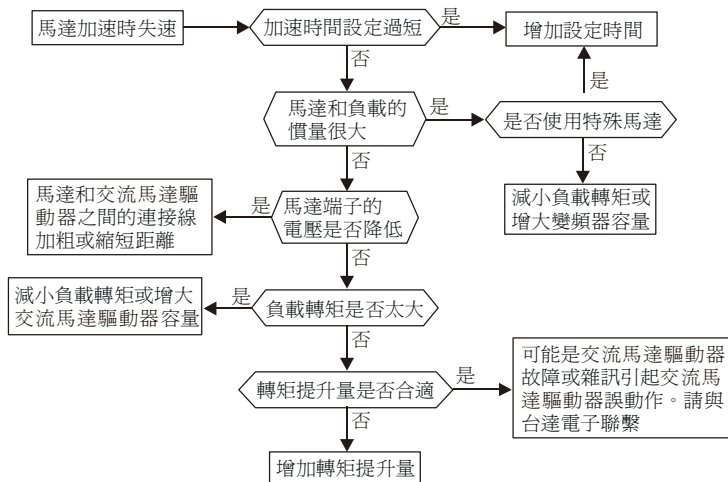 馬達加速時失速
加速時間設定過短
是
增加設定時間
否
是
馬達和負載的
慣量很大
是
是否使用特殊馬達
否
否
馬達和交流馬達驅
動器之間的連接線
加粗或縮短距離
是
馬達端子的
電壓是否降低
減小負載轉矩或
增大變頻器容量
否
減小負載轉矩或增大
交流馬達驅動器容量
是
負載轉矩是否太大
否
轉矩提升量是否合適
是
可能是交流馬達驅動器
故障或雜訊引起交流馬
達驅動器誤動作。請與
台達電子聯繫
否
增加轉矩提升量